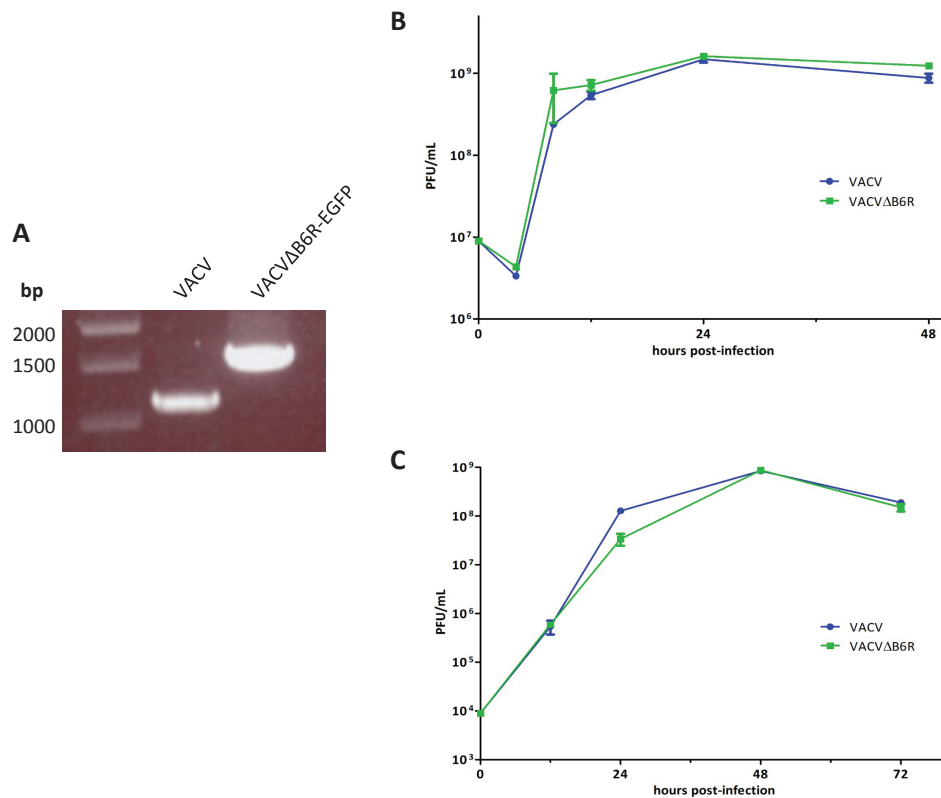 A
bp
VACV
VACVΔB6R-EGFP
2000
1500
1000
B
PFU/mL
10⁹
10⁸
10⁷
10⁶
0
12
24
48
hours post-infection
VACV
VACVΔB6R
C
PFU/mL
10⁹
10⁸
10⁷
10⁶
10⁵
10⁴
10³
0
24
48
72
hours post-infection
VACV
VACVΔB6R